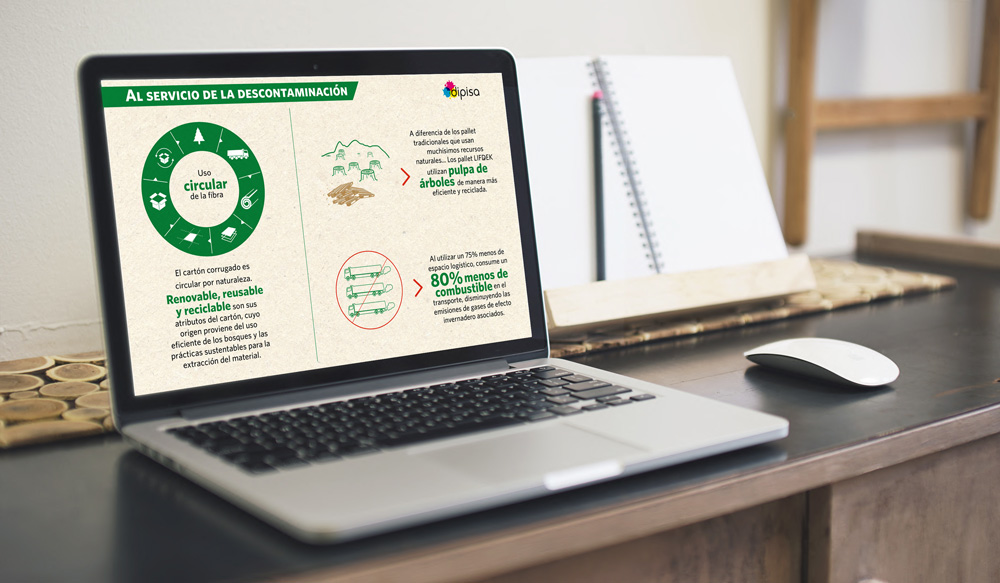 AL SERVICIO DE LA DESCONTAMINACIÓN
dipisa
Uso
circular
de la fibra
El cartón corrugado es
circular por naturaleza.
Renovable, reusable
y reciclable son sus
atributos del cartón, cuyo
origen proviene del uso
eficiente de los bosques y las
prácticas sustentables para la
extracción del material.
A diferencia de los pallet
tradicionales que usan
muchísimos recursos
naturales... Los pallet LIFDEK
utilizan pulpa de
árboles de manera más
eficiente y reciclada.
Al utilizar un 75% menos de
espacio logístico, consume un
80% menos de
combustible en el
transporte, disminuyendo las
emisiones de gases de efecto
invernadero asociados.